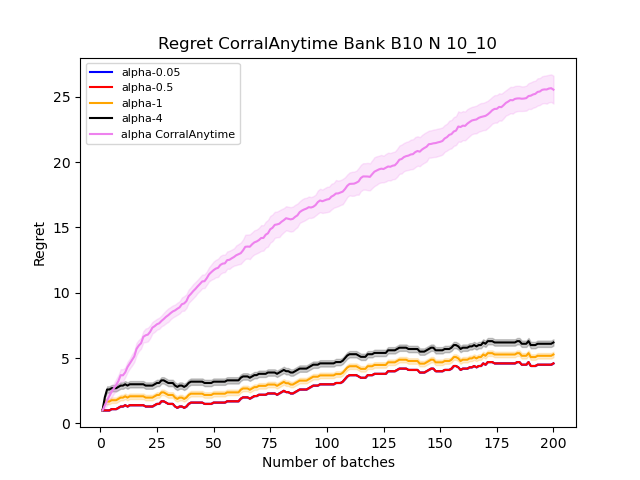 Regret CorralAnytime Bank B10 N 10_10
alpha-0.05
alpha-0.5
alpha-1
alpha-4
alpha CorralAnytime
Regret
25
20
15
10
5
0
0 25 50 75 100 125 150 175 200
Number of batches